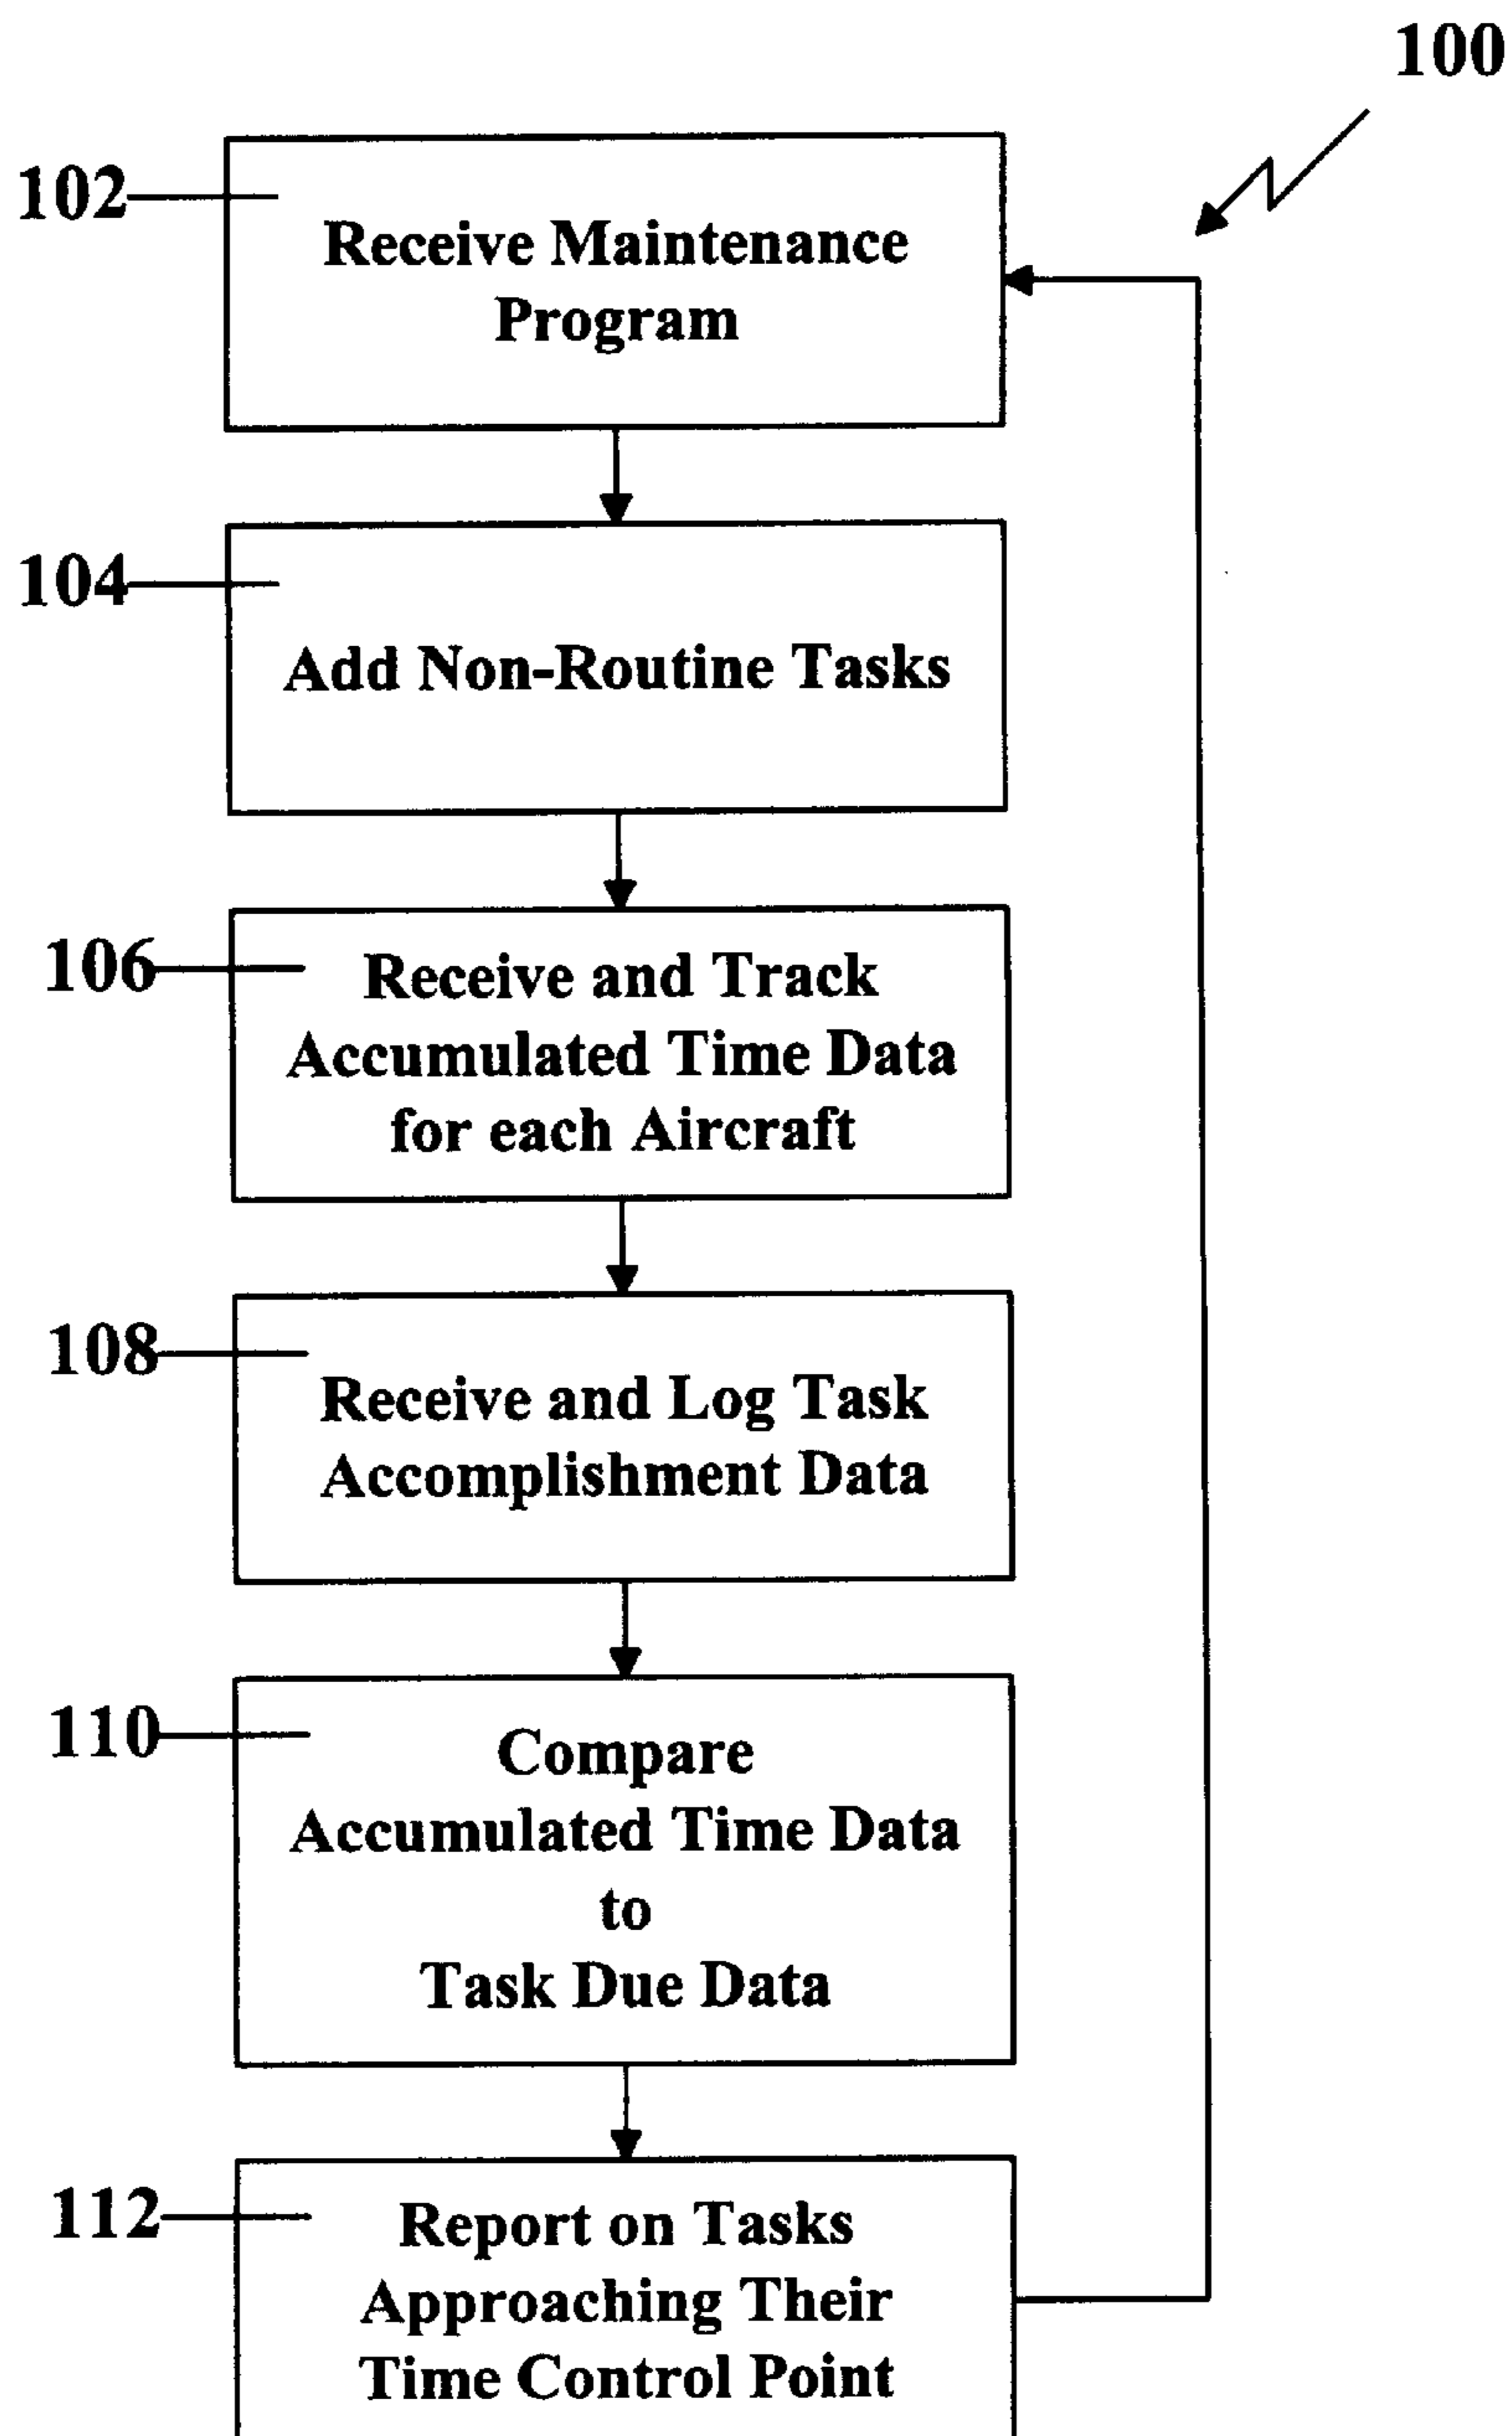 100
102
Receive Maintenance
Program
104
Add Non-Routine Tasks
106
Receive and Track
Accumulated Time Data
for each Aircraft
108
Receive and Log Task
Accomplishment Data
110
Compare
Accumulated Time Data
to
Task Due Data
112
Report on Tasks
Approaching Their
Time Control Point